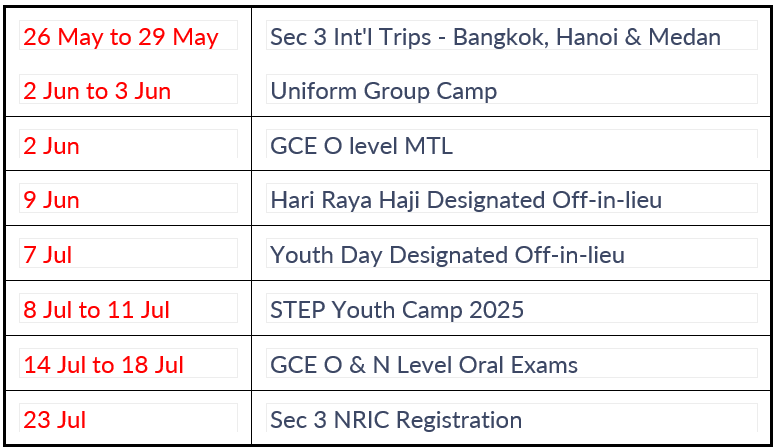 26 May to 29 May Sec 3 Int'l Trips - Bangkok, Hanoi & Medan
2 Jun to 3 Jun Uniform Group Camp
2 Jun GCE O level MTL
9 Jun Hari Raya Haji Designated Off-in-lieu
7 Jul Youth Day Designated Off-in-lieu
8 Jul to 11 Jul STEP Youth Camp 2025
14 Jul to 18 Jul GCE O & N Level Oral Exams
23 Jul Sec 3 NRIC Registration